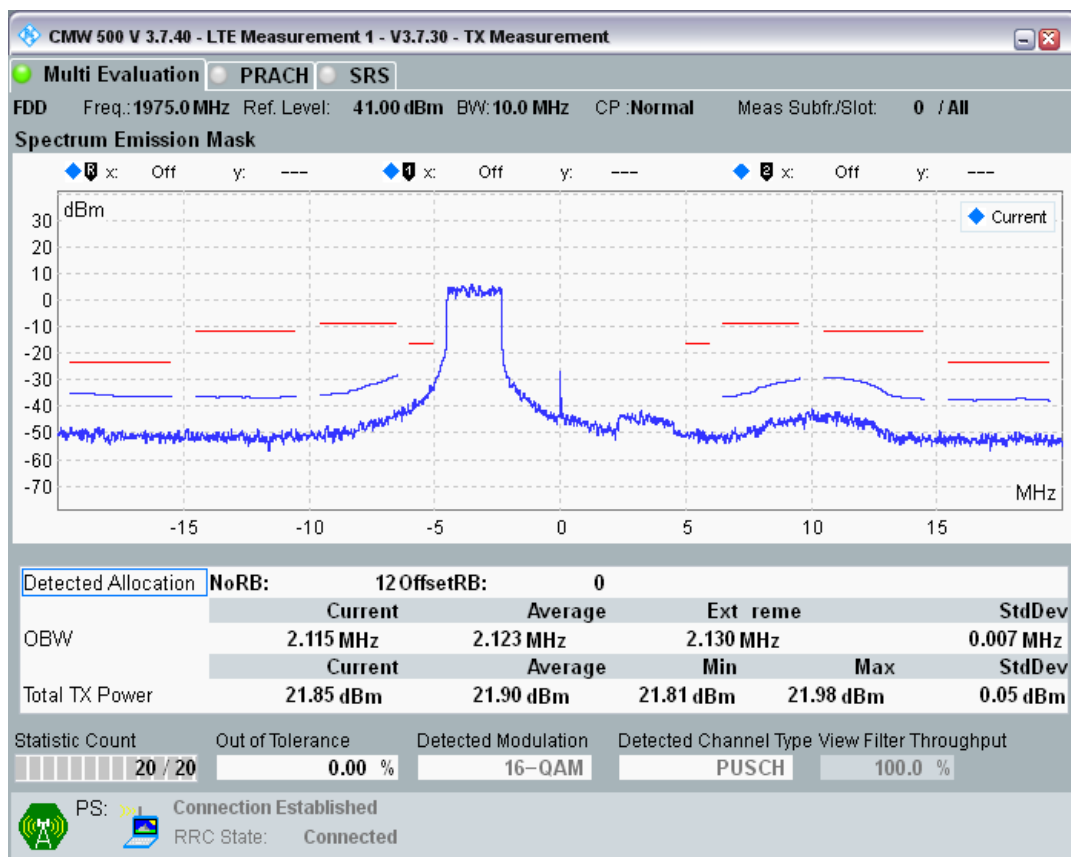 CMW 500 V 3.7.40 - LTE Measurement 1 - V3.7.30 - TX Measurement
Multi Evaluation PRACH SRS
FDD Freq.: 1975.0 MHz Ref. Level: 41.00 dBm BW: 10.0 MHz CP :Normal Meas Subfr./Slot: 0 / All
Spectrum Emission Mask
R x: Off y: --- 1 x: Off y: --- 2 x: Off y: ---
dBm
Current
30
20
10
0
-10
-20
-30
-40
-50
-60
-70
MHz
-15 -10 -5 0 5 10 15
Detected Allocation NoRB: 12 OffsetRB: 0
Current Average Ext reme StdDev
OBW 2.115 MHz 2.123 MHz 2.130 MHz 0.007 MHz
Current Average Min Max StdDev
Total TX Power 21.85 dBm 21.90 dBm 21.81 dBm 21.98 dBm 0.05 dBm
Statistic Count Out of Tolerance Detected Modulation Detected Channel Type View Filter Throughput
20 / 20 0.00 % 16-QAM PUSCH 100.0 %
PS: Connection Established
RRC State: Connected